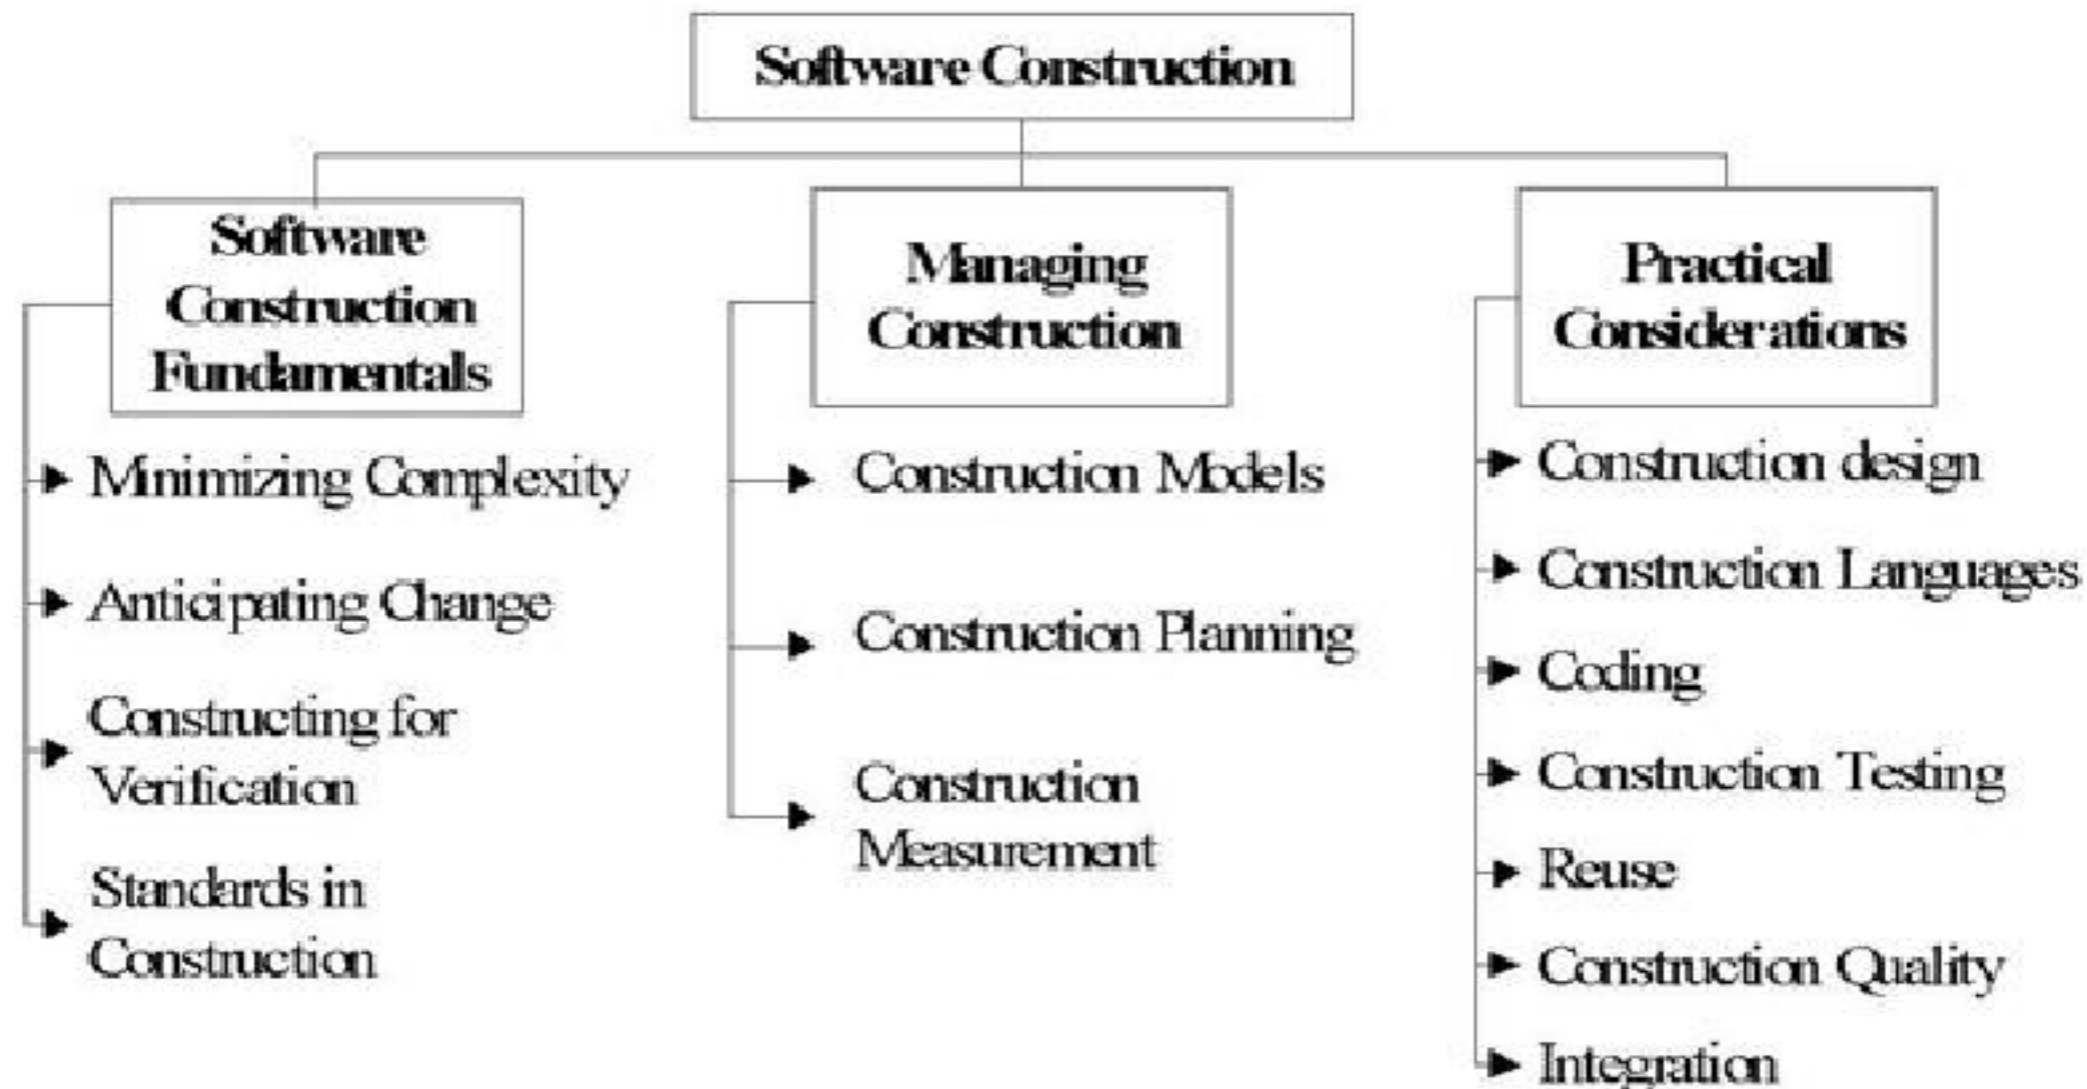 Software Construction
Software
Construction
Fundamentals
Minimizing Complexity
Anticipating Change
Constructing for
Verification
Standards in
Construction
Managing
Construction
Construction Models
Construction Planning
Construction
Measurement
Practical
Considerations
Construction design
Construction Languages
Coding
Construction Testing
Reuse
Construction Quality
Integration